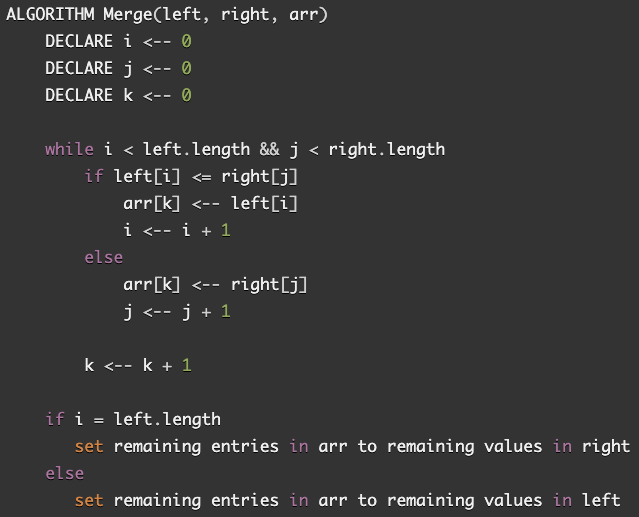 ALGORITHM Merge(left, right, arr)
    DECLARE i <-- 0
    DECLARE j <-- 0
    DECLARE k <-- 0

    while i < left.length && j < right.length
        if left[i] <= right[j]
            arr[k] <-- left[i]
            i <-- i + 1
        else
            arr[k] <-- right[j]
            j <-- j + 1

        k <-- k + 1

    if i = left.length
       set remaining entries in arr to remaining values in right
    else
       set remaining entries in arr to remaining values in left